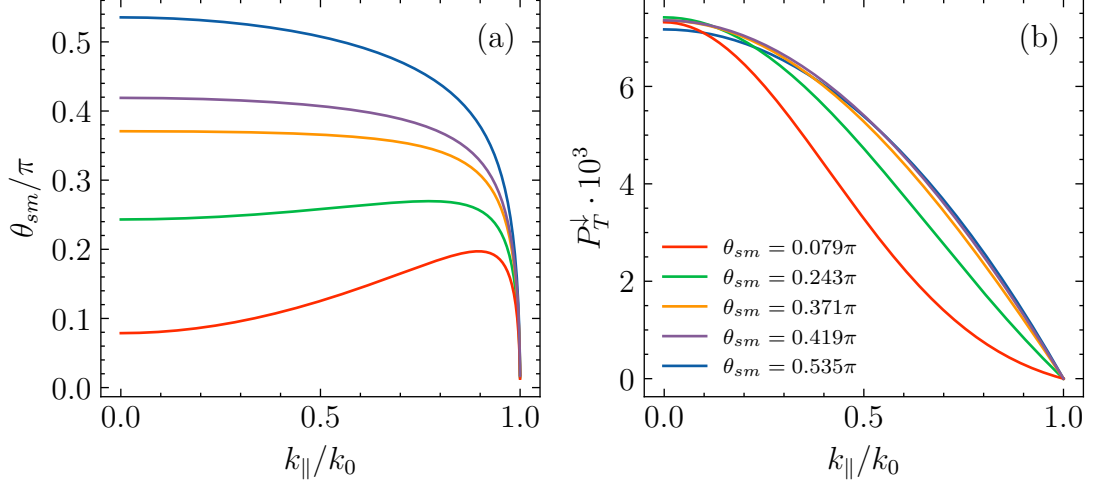 (a)
θ_sm/π
0.5
0.4
0.3
0.2
0.1
0.0
0.0 0.5 1.0
k_∥/k_0
(b)
P_T^↓ · 10^3
6
4
2
0
θ_sm = 0.079π
θ_sm = 0.243π
θ_sm = 0.371π
θ_sm = 0.419π
θ_sm = 0.535π
0.0 0.5 1.0
k_∥/k_0